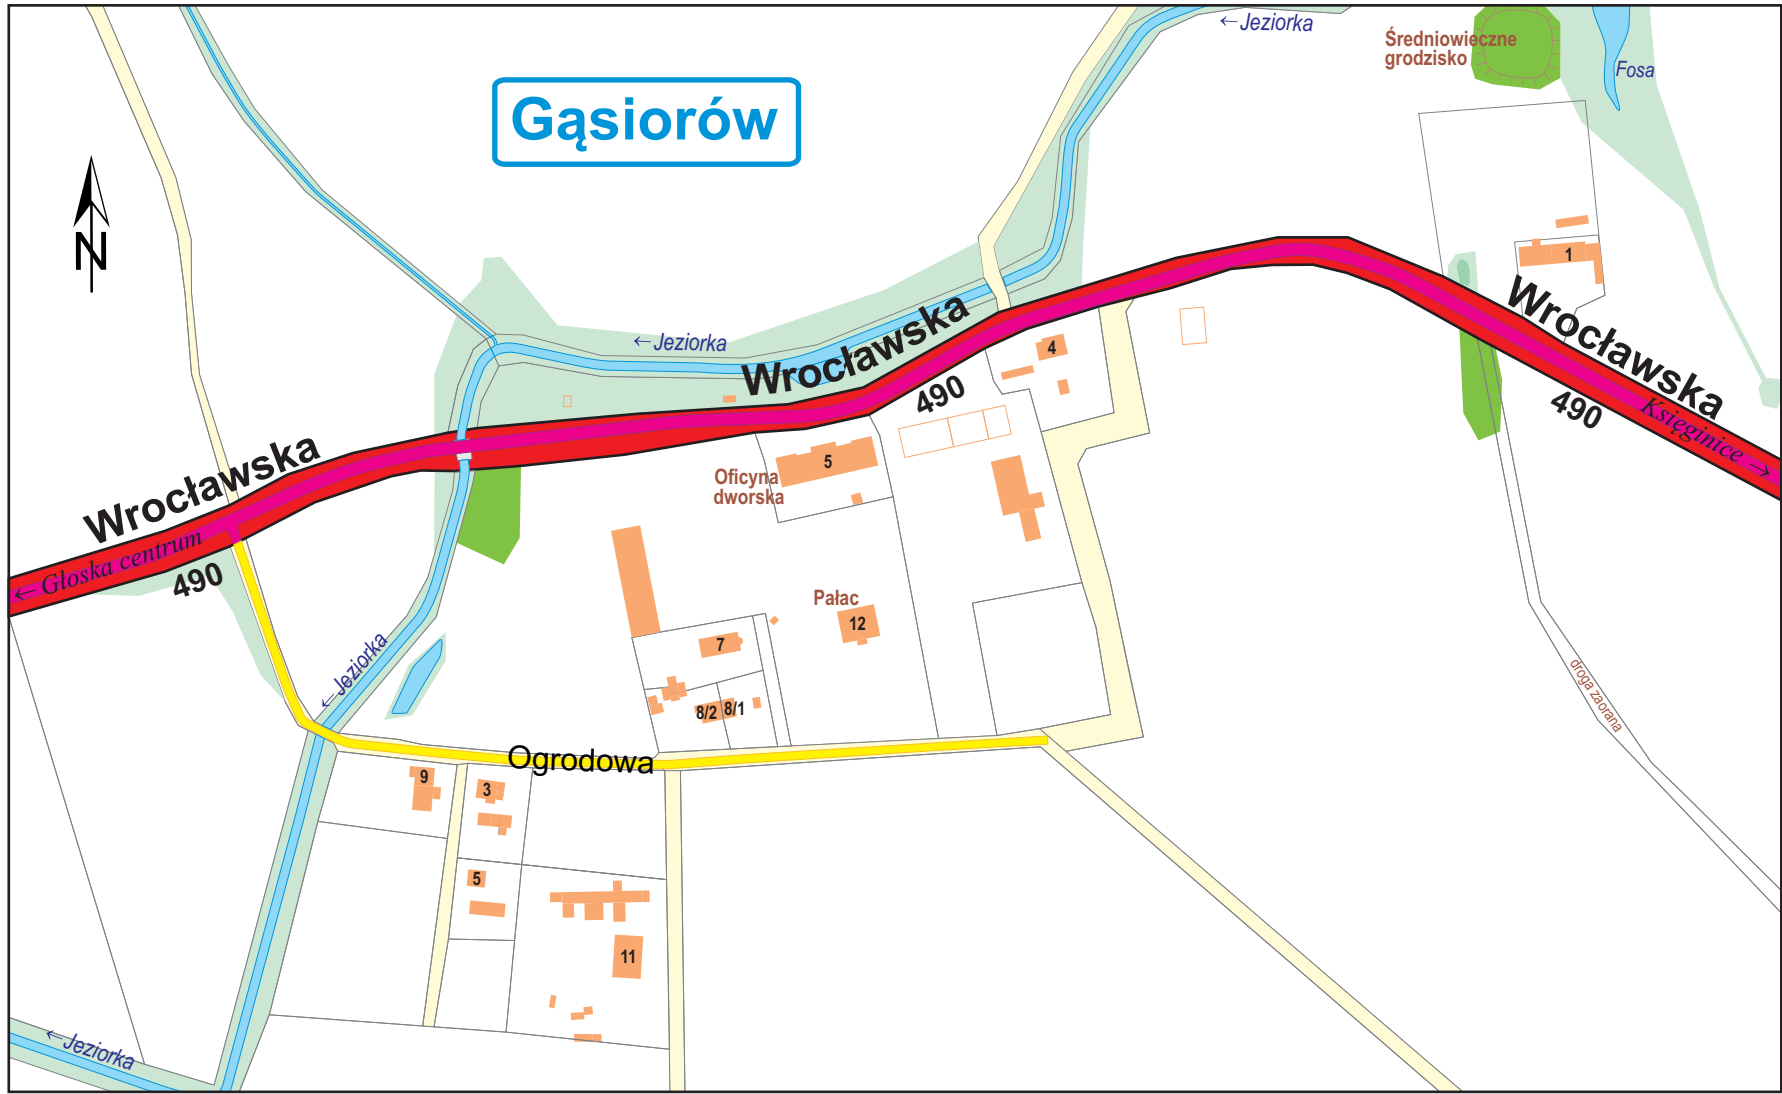 ← Jeziorka
Średniowieczne
grodzisko
Fosa
Gąsiorów
N
1
Wrocławska
← Jeziorka
Wrocławska
4
490
490
Księginice →
Wrocławska
5
Oficyna
dworska
← Głoska centrum
490
Pałac
12
7
← Jeziorka
droga zaorana
8/2
8/1
Ogrodowa
9
3
5
11
← Jeziorka